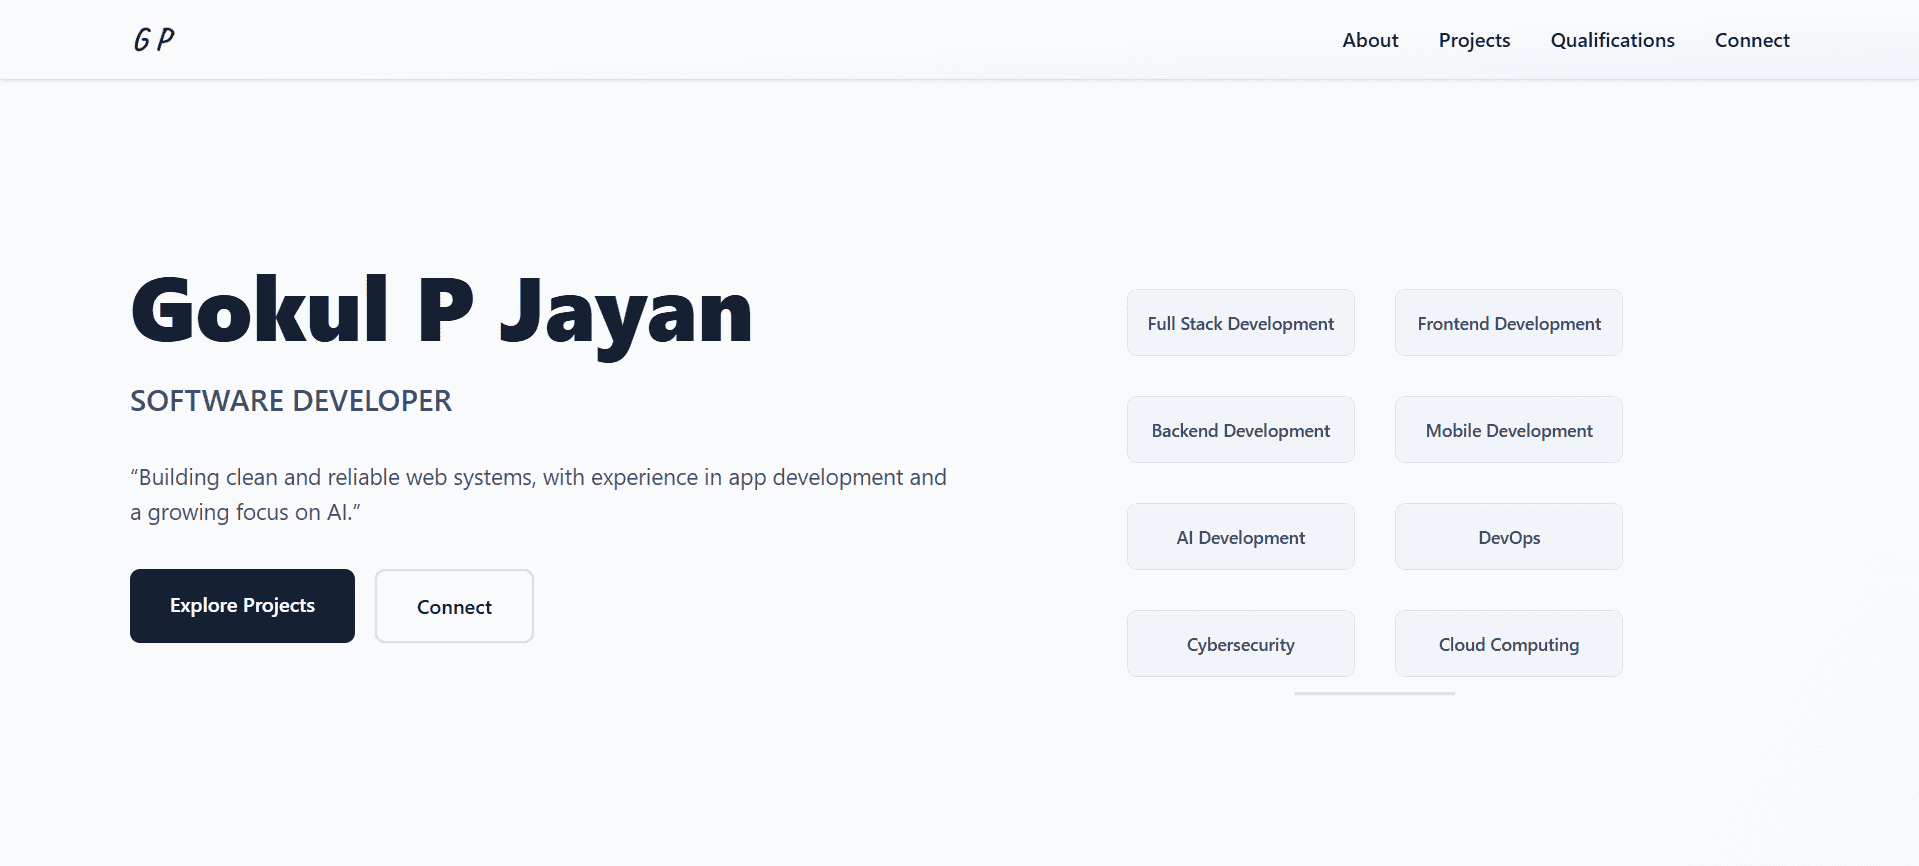 G P
About
Projects
Qualifications
Connect
Gokul P Jayan
SOFTWARE DEVELOPER
“Building clean and reliable web systems, with experience in app development and
a growing focus on AI.”
Explore Projects
Connect
Full Stack Development
Frontend Development
Backend Development
Mobile Development
AI Development
DevOps
Cybersecurity
Cloud Computing